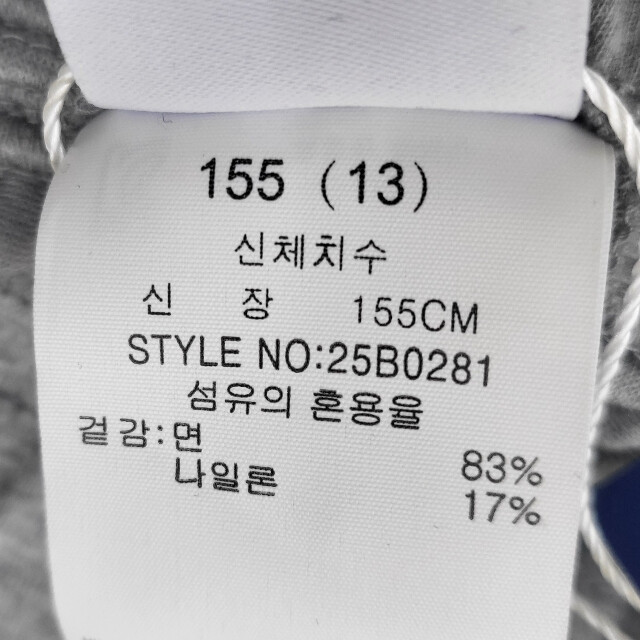 155 (13)
신체치수
신 장 155CM
STYLE NO:25B0281
섬유의 혼용율
겉감:면 83%
나일론 17%